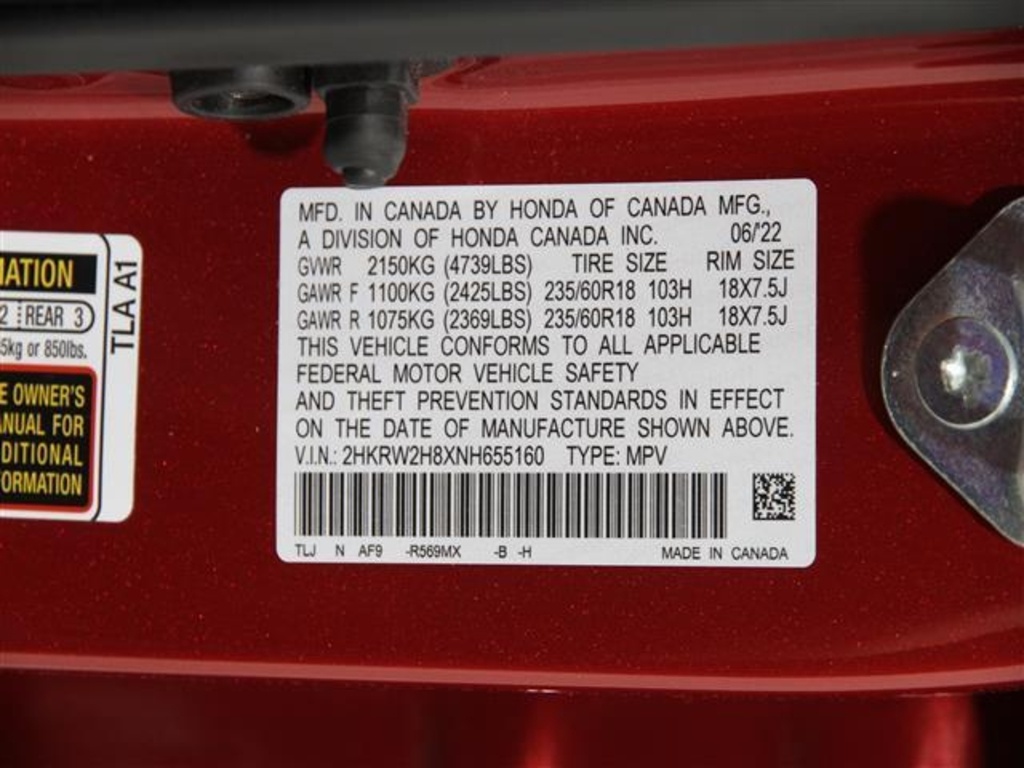 MFD. IN CANADA BY HONDA OF CANADA MFG.,
A DIVISION OF HONDA CANADA INC. 06/'22
GVWR 2150KG (4739LBS) TIRE SIZE RIM SIZE
GAWR F 1100KG (2425LBS) 235/60R18 103H 18X7.5J
GAWR R 1075KG (2369LBS) 235/60R18 103H 18X7.5J
THIS VEHICLE CONFORMS TO ALL APPLICABLE
FEDERAL MOTOR VEHICLE SAFETY
AND THEFT PREVENTION STANDARDS IN EFFECT
ON THE DATE OF MANUFACTURE SHOWN ABOVE.
V.I.N.: 2HKRW2H8XNH655160 TYPE: MPV
TLJ N AF9 -R569MX -B -H MADE IN CANADA
MATION
2 REAR 3
5kg or 850lbs.
E OWNER'S
ANUAL FOR
DITIONAL
ORMATION
TLA A1